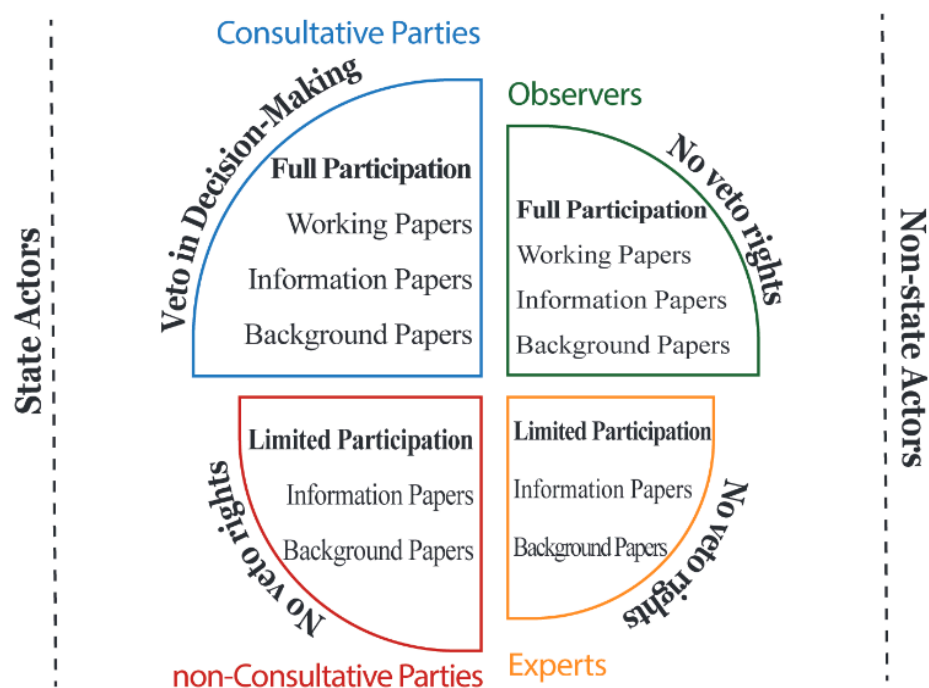 State Actors
Consultative Parties
Veto in Decision-Making
Full Participation
Working Papers
Information Papers
Background Papers
Observers
No veto rights
Full Participation
Working Papers
Information Papers
Background Papers
Limited Participation
Information Papers
Background Papers
No veto rights
non-Consultative Parties
Limited Participation
Information Papers
Background Papers
No veto rights
Experts
Non-state Actors